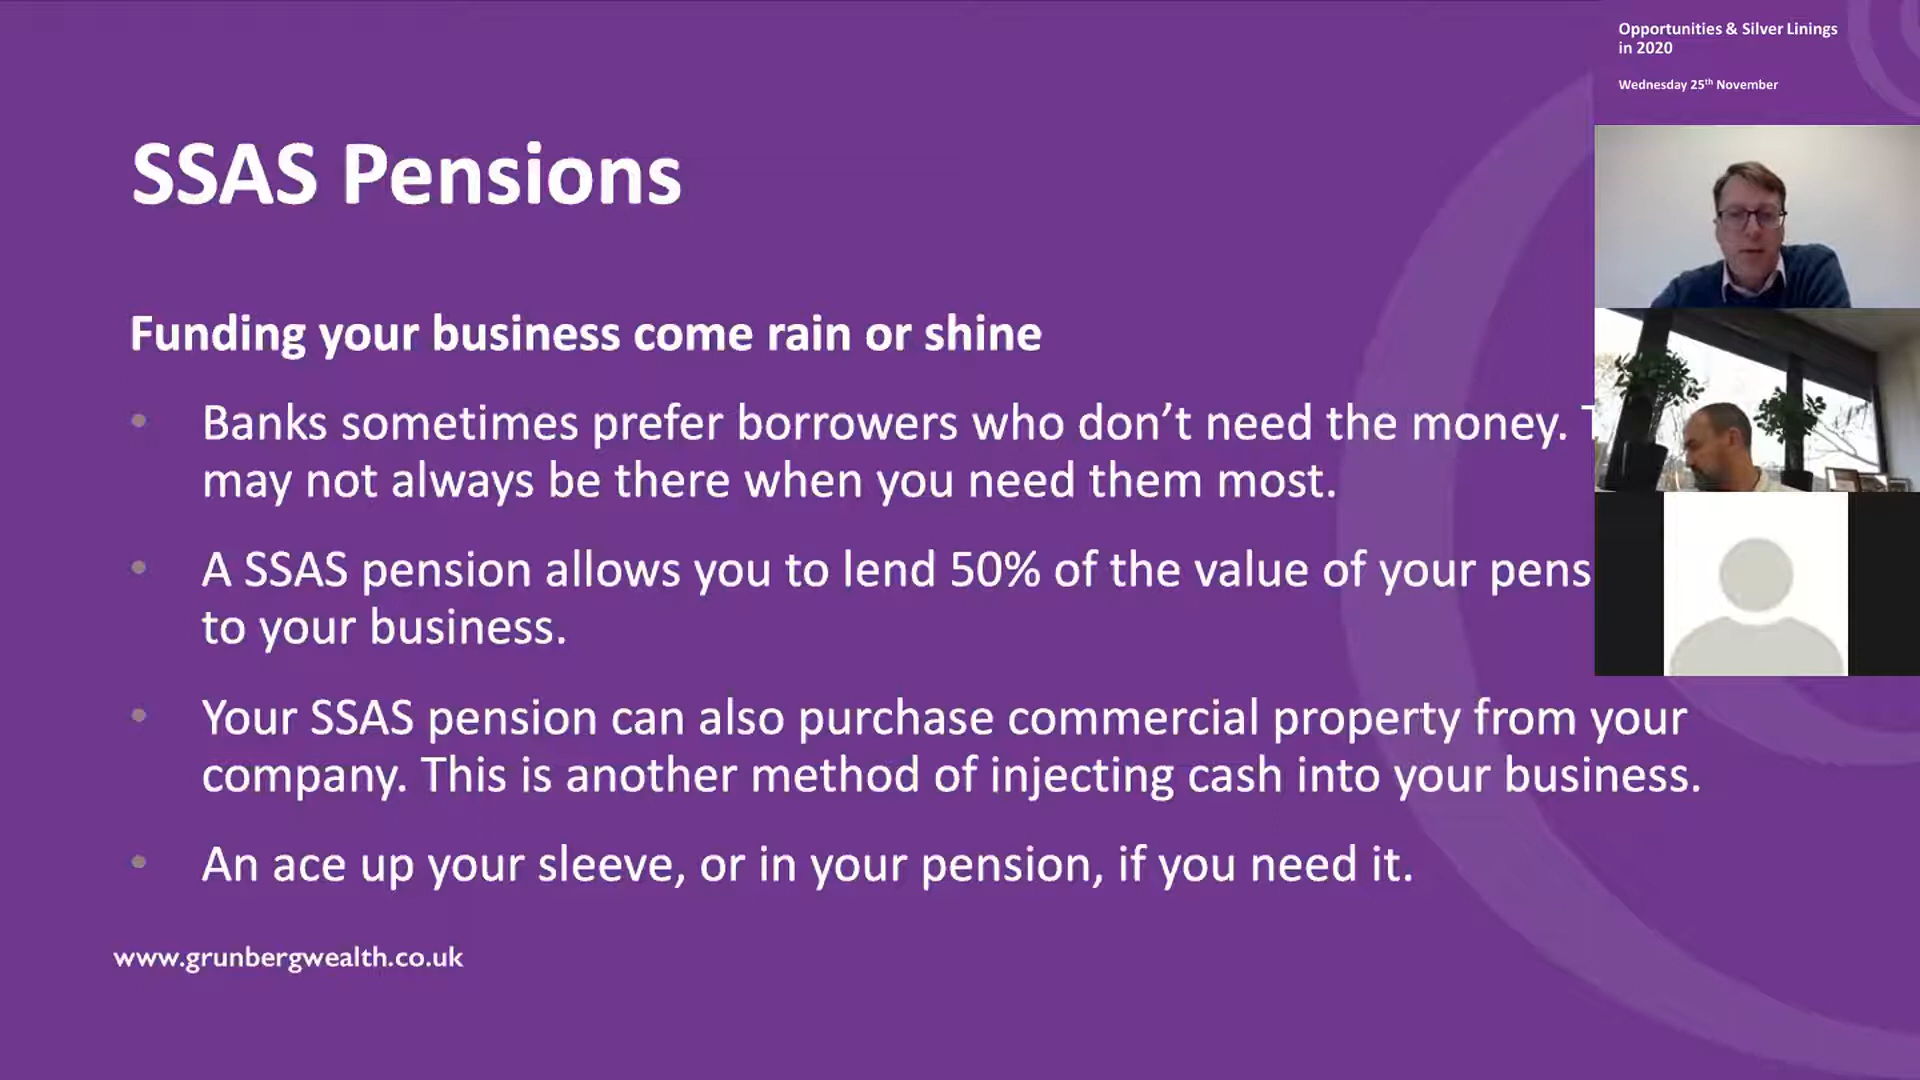 Opportunities & Silver Linings
in 2020
Wednesday 25th November
SSAS Pensions
Funding your business come rain or shine
• Banks sometimes prefer borrowers who don’t need the money.
may not always be there when you need them most.
• A SSAS pension allows you to lend 50% of the value of your pens
to your business.
• Your SSAS pension can also purchase commercial property from your
company. This is another method of injecting cash into your business.
• An ace up your sleeve, or in your pension, if you need it.
www.grunbergwealth.co.uk